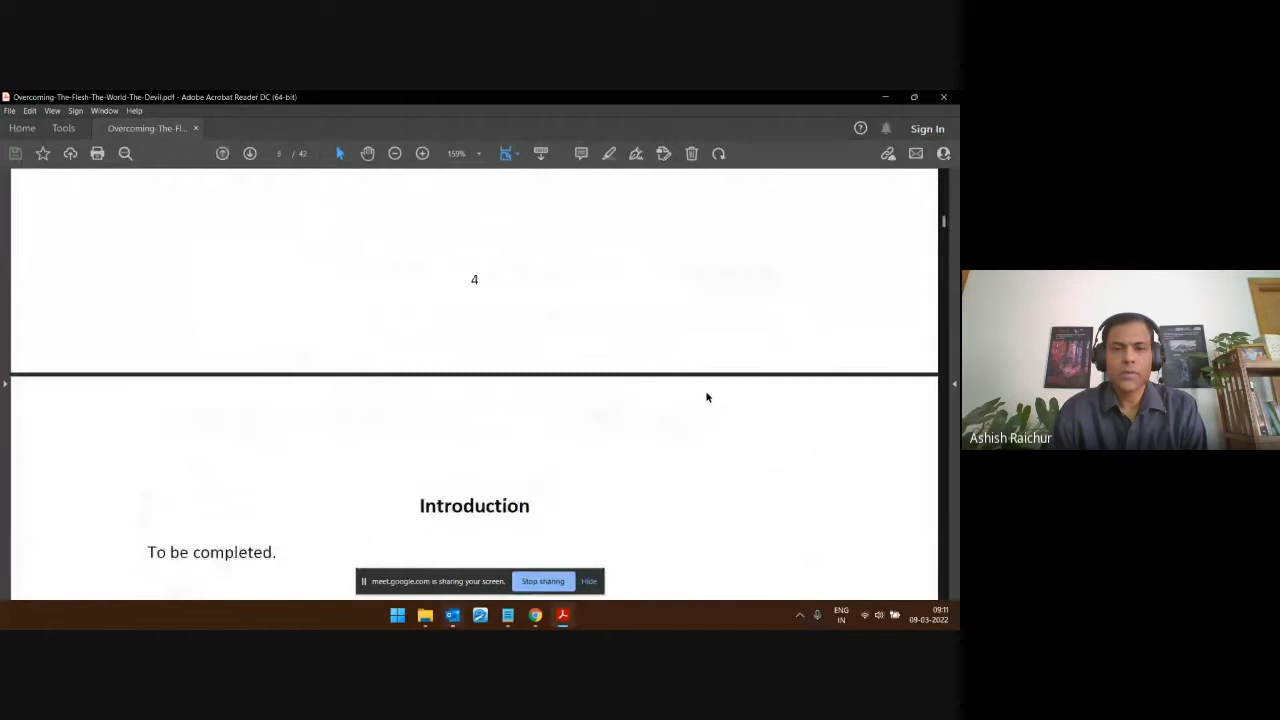 Overcoming-The-Flesh-The-World-The-Devil.pdf - Adobe Acrobat Reader DC (64-bit)
File Edit View Sign Window Help
Home Tools Overcoming-The-Fl... × Sign In
5 / 42 159%
4
Introduction
To be completed.
meet.google.com is sharing your screen. Stop sharing Hide
ENG
IN
09:11
09-03-2022
Ashish Raichur